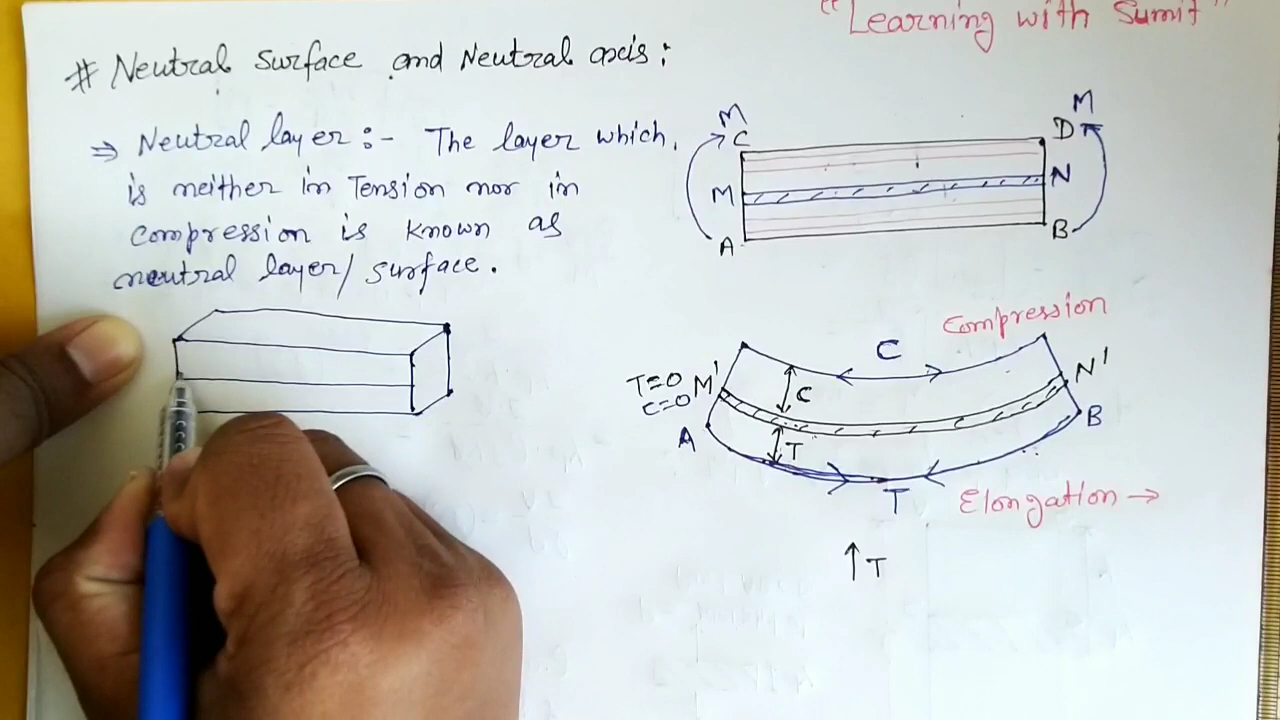 "Learning with Sumit"
# Neutral surface and Neutral axis:
⇒ Neutral layer:- The layer which
is neither in Tension nor in
compression is known as
neutral layer/surface.
M
C
M
D
M
N
A
B
Compression
C
T=0
C=0
M'
N'
C
A
T
B
T
Elongation →
↑ T